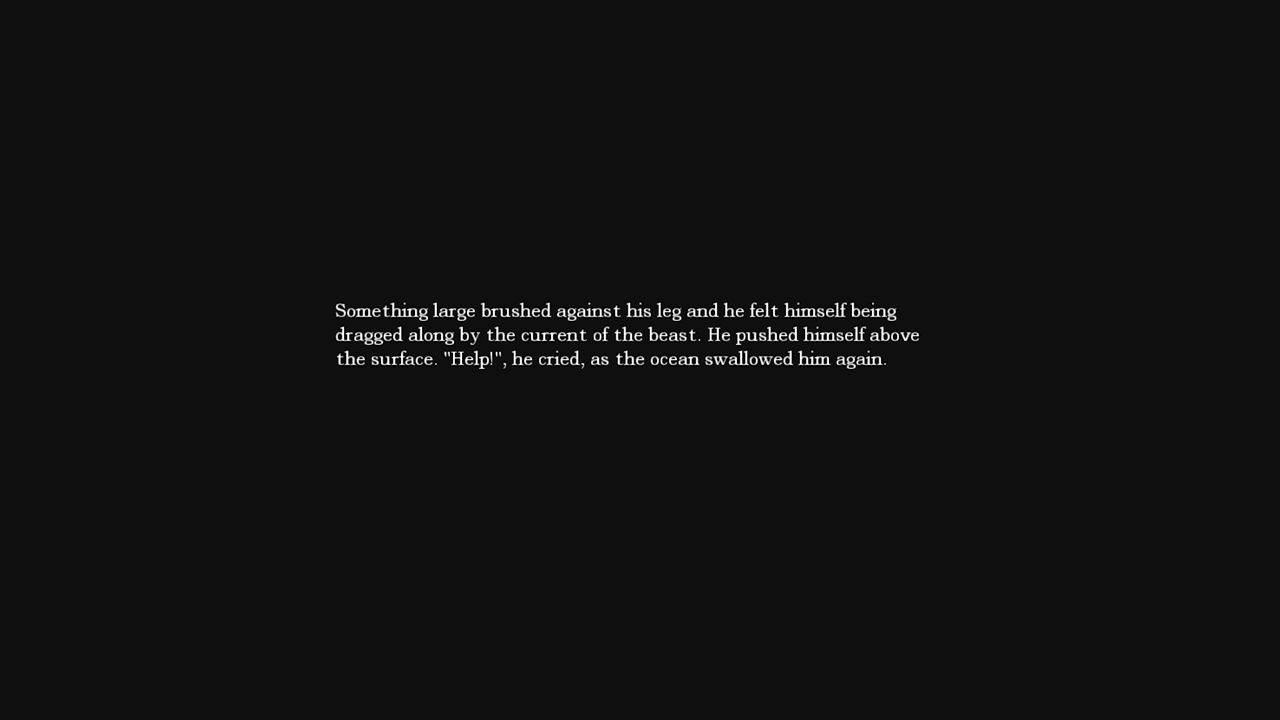 Something large brushed against his leg and he felt himself being
dragged along by the current of the beast. He pushed himself above
the surface. "Help!", he cried, as the ocean swallowed him again.